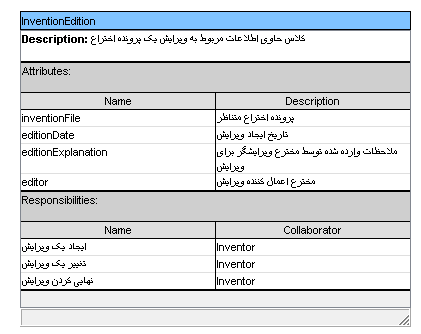 InventionEdition
Description: کلاس حاوی اطلاعات مربوط به ویرایش یک پرونده اختراع
Attributes:
Name Description
inventionFile پرونده اختراع متناظر
editionDate تاریخ ایجاد ویرایش
editionExplanation ملاحظات وارده شده توسط مخترع ویرایشگر برای
ویرایش
editor مخترع اعمال کننده ویرایش
Responsibilities:
Name Collaborator
ایجاد یک ویرایش Inventor
تغییر یک ویرایش Inventor
نهایی کردن ویرایش Inventor